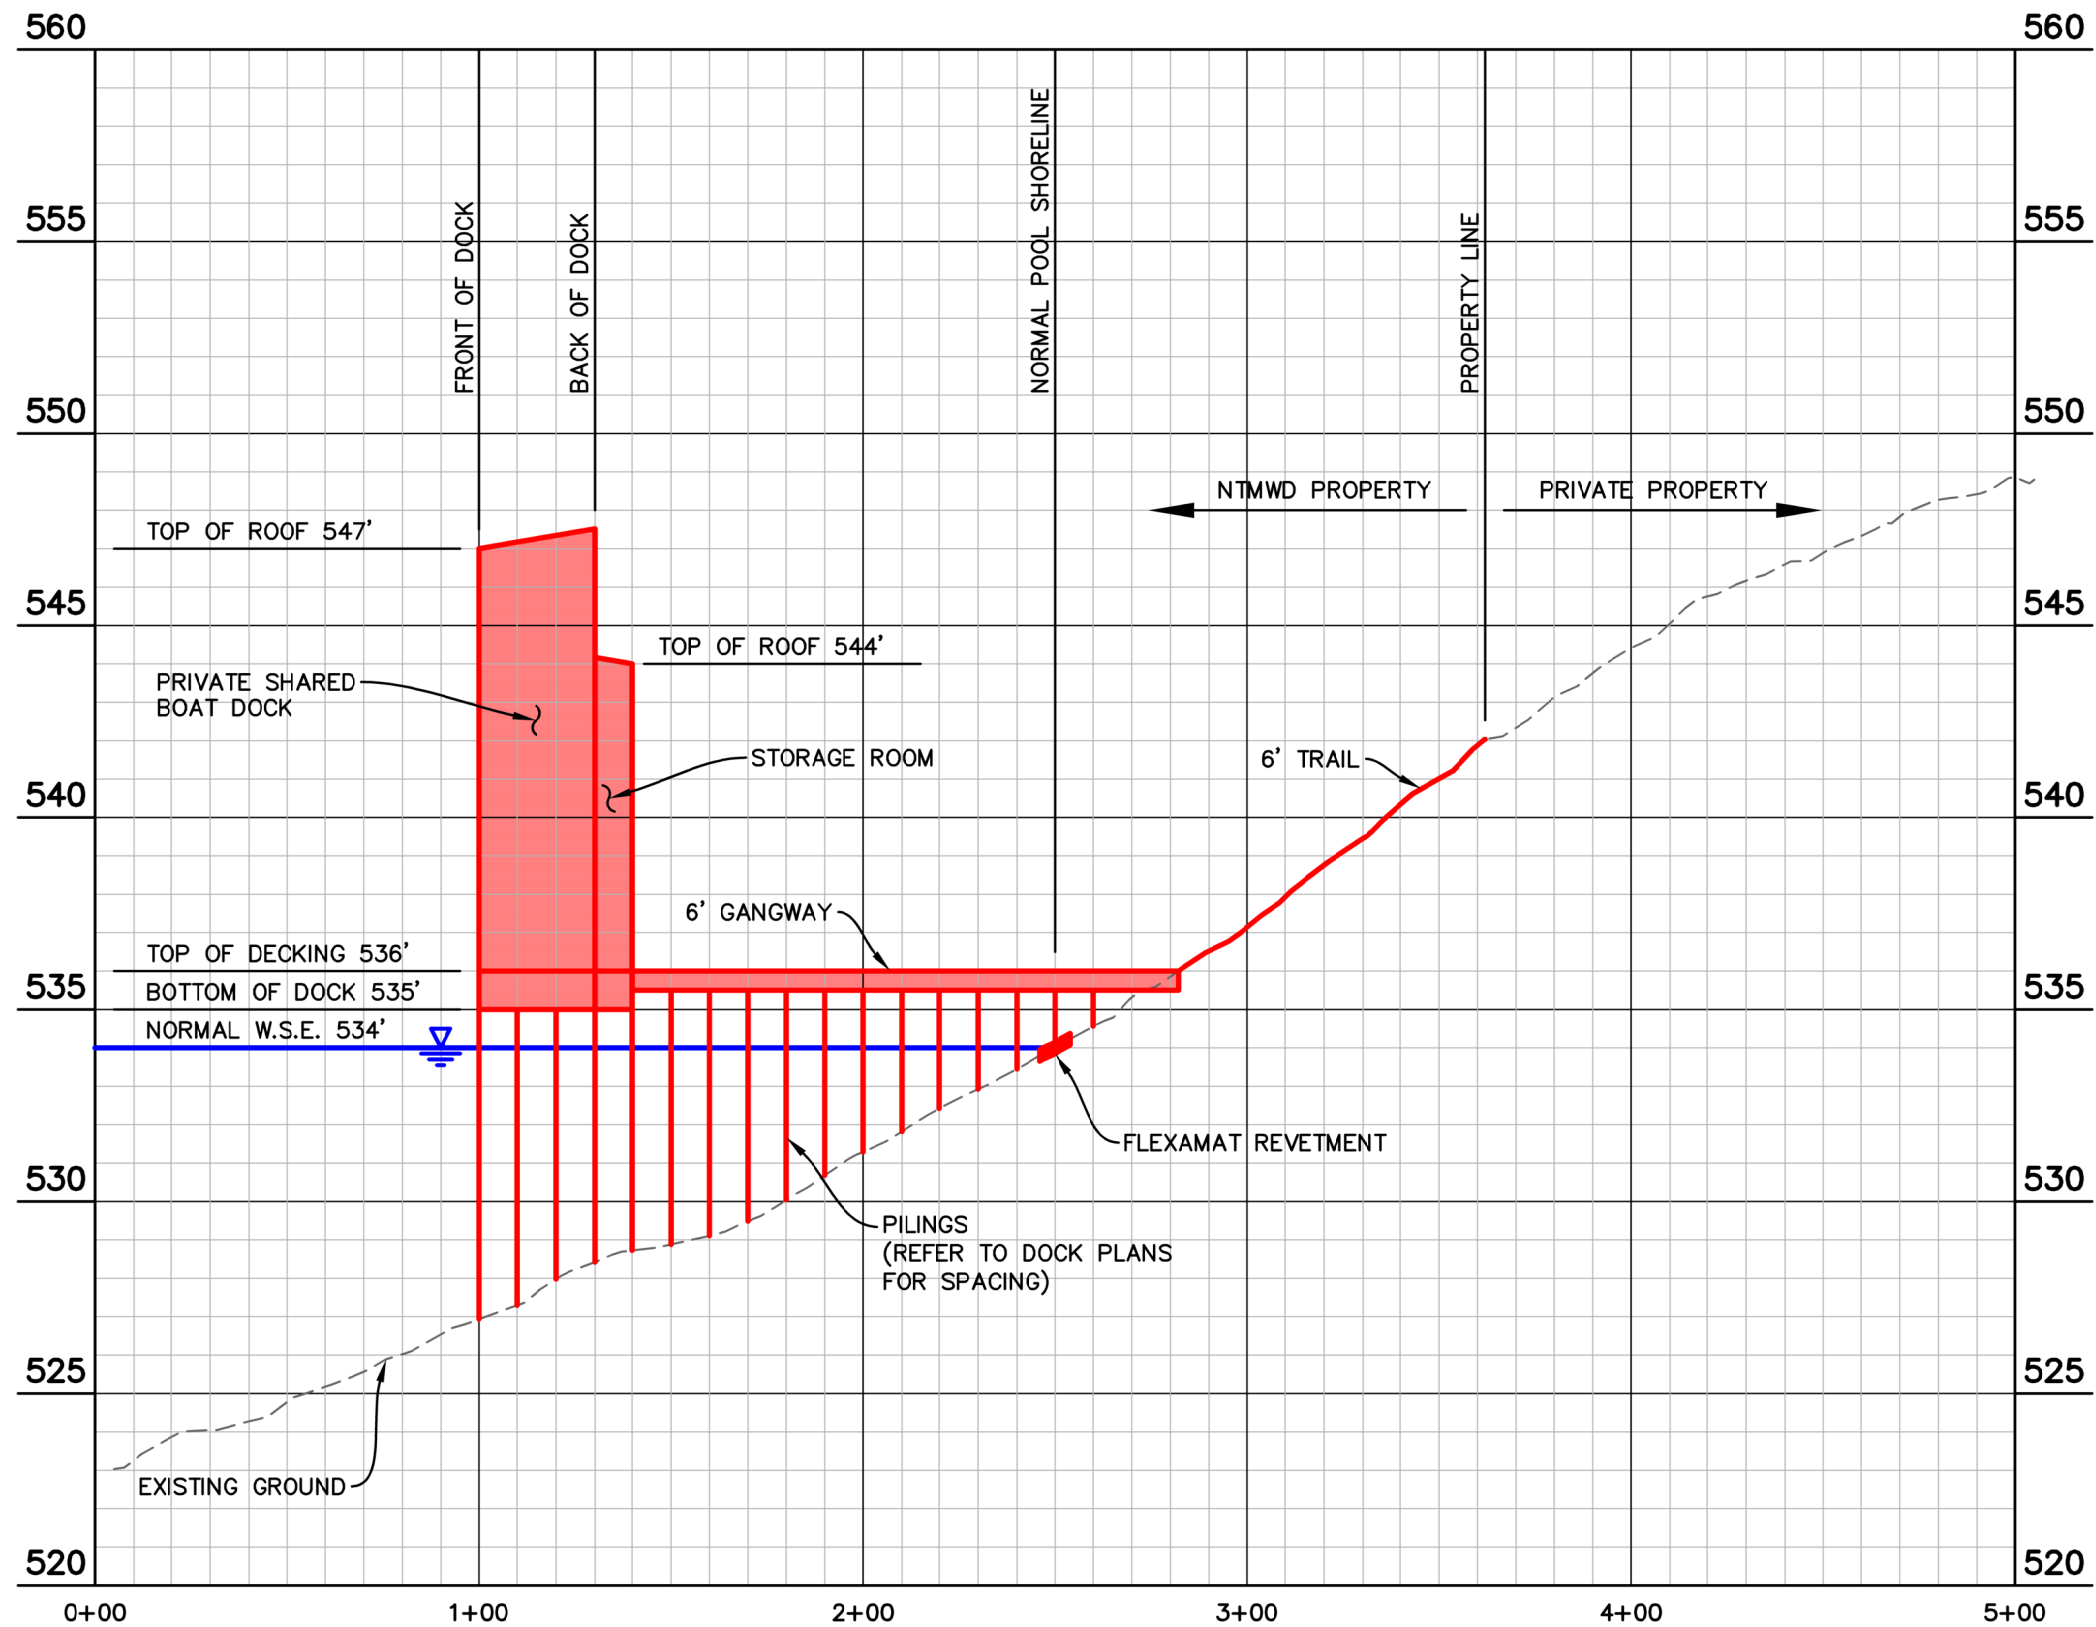 560
560
NORMAL POOL SHORELINE
FRONT OF DOCK
BACK OF DOCK
PROPERTY LINE
555
555
550
550
NTMWD PROPERTY
PRIVATE PROPERTY
TOP OF ROOF 547'
545
545
TOP OF ROOF 544'
PRIVATE SHARED
BOAT DOCK
STORAGE ROOM
6' TRAIL
540
540
6' GANGWAY
TOP OF DECKING 536'
535
BOTTOM OF DOCK 535'
535
NORMAL W.S.E. 534'
FLEXAMAT REVETMENT
530
530
PILINGS
(REFER TO DOCK PLANS
FOR SPACING)
525
525
EXISTING GROUND
520
520
0+00
1+00
2+00
3+00
4+00
5+00